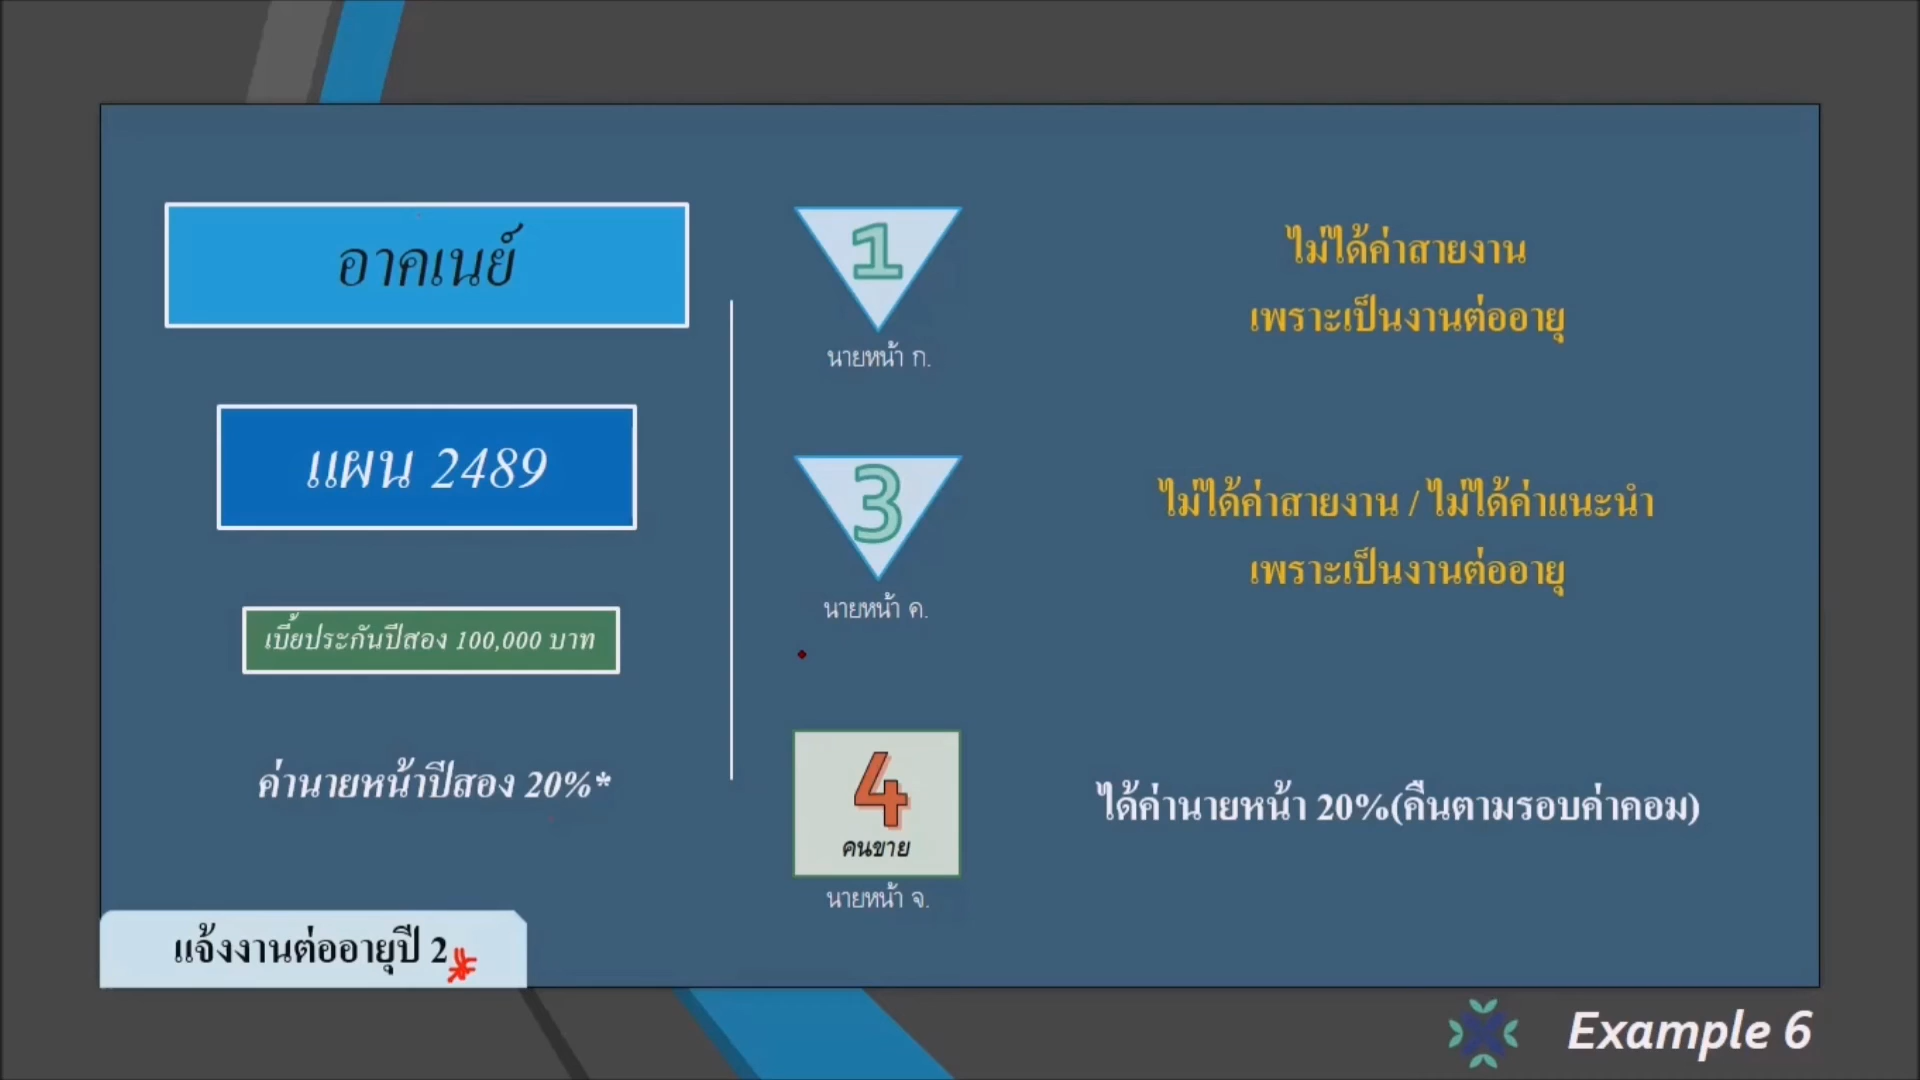 อาคเนย์
แผน 2489
เบี้ยประกันปีสอง 100,000 บาท
ค่านายหน้าปีสอง 20%*
แจ้งงานต่ออายุปี 2
1
นายหน้า ก.
ไม่ได้ค่าสายงาน
เพราะเป็นงานต่ออายุ
3
นายหน้า ค.
ไม่ได้ค่าสายงาน / ไม่ได้ค่าแนะนำ
เพราะเป็นงานต่ออายุ
4
คนขาย
นายหน้า จ.
ได้ค่านายหน้า 20%(คืนตามรอบค่าคอม)
Example 6